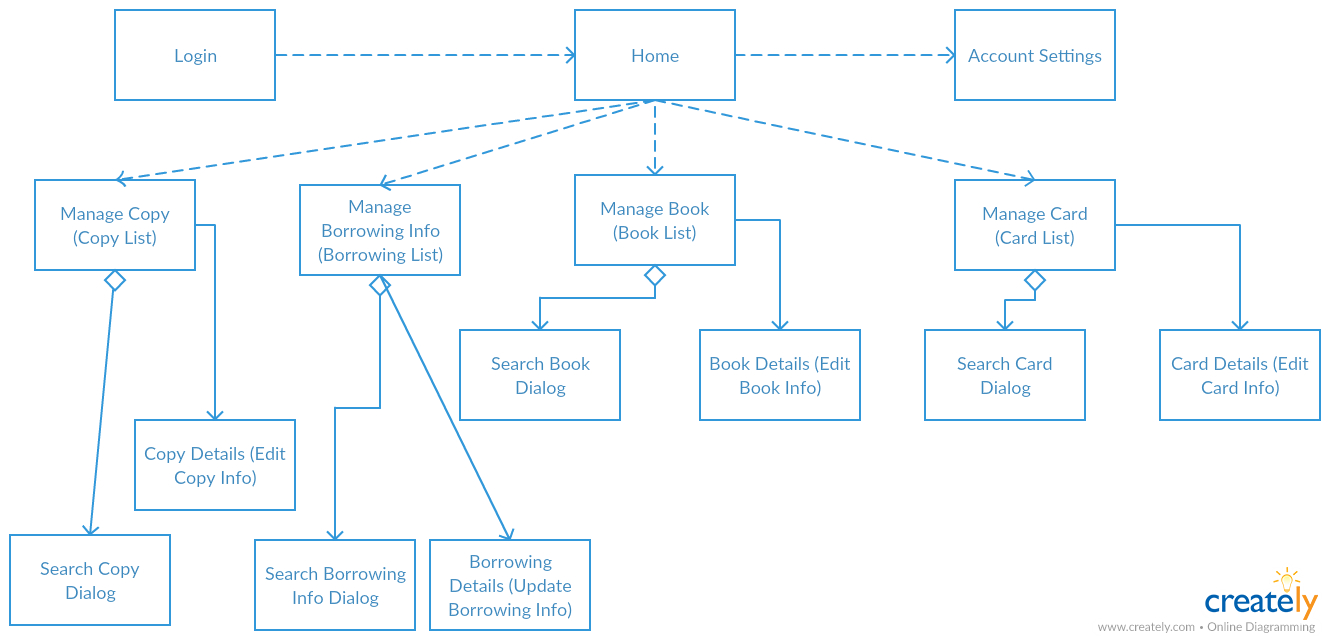 Login
Home
Account Settings
Manage Copy
(Copy List)
Manage
Borrowing Info
(Borrowing List)
Manage Book
(Book List)
Manage Card
(Card List)
Search Book
Dialog
Book Details (Edit
Book Info)
Search Card
Dialog
Card Details (Edit
Card Info)
Copy Details (Edit
Copy Info)
Search Copy
Dialog
Search Borrowing
Info Dialog
Borrowing
Details (Update
Borrowing Info)
creately
www.creately.com • Online Diagramming